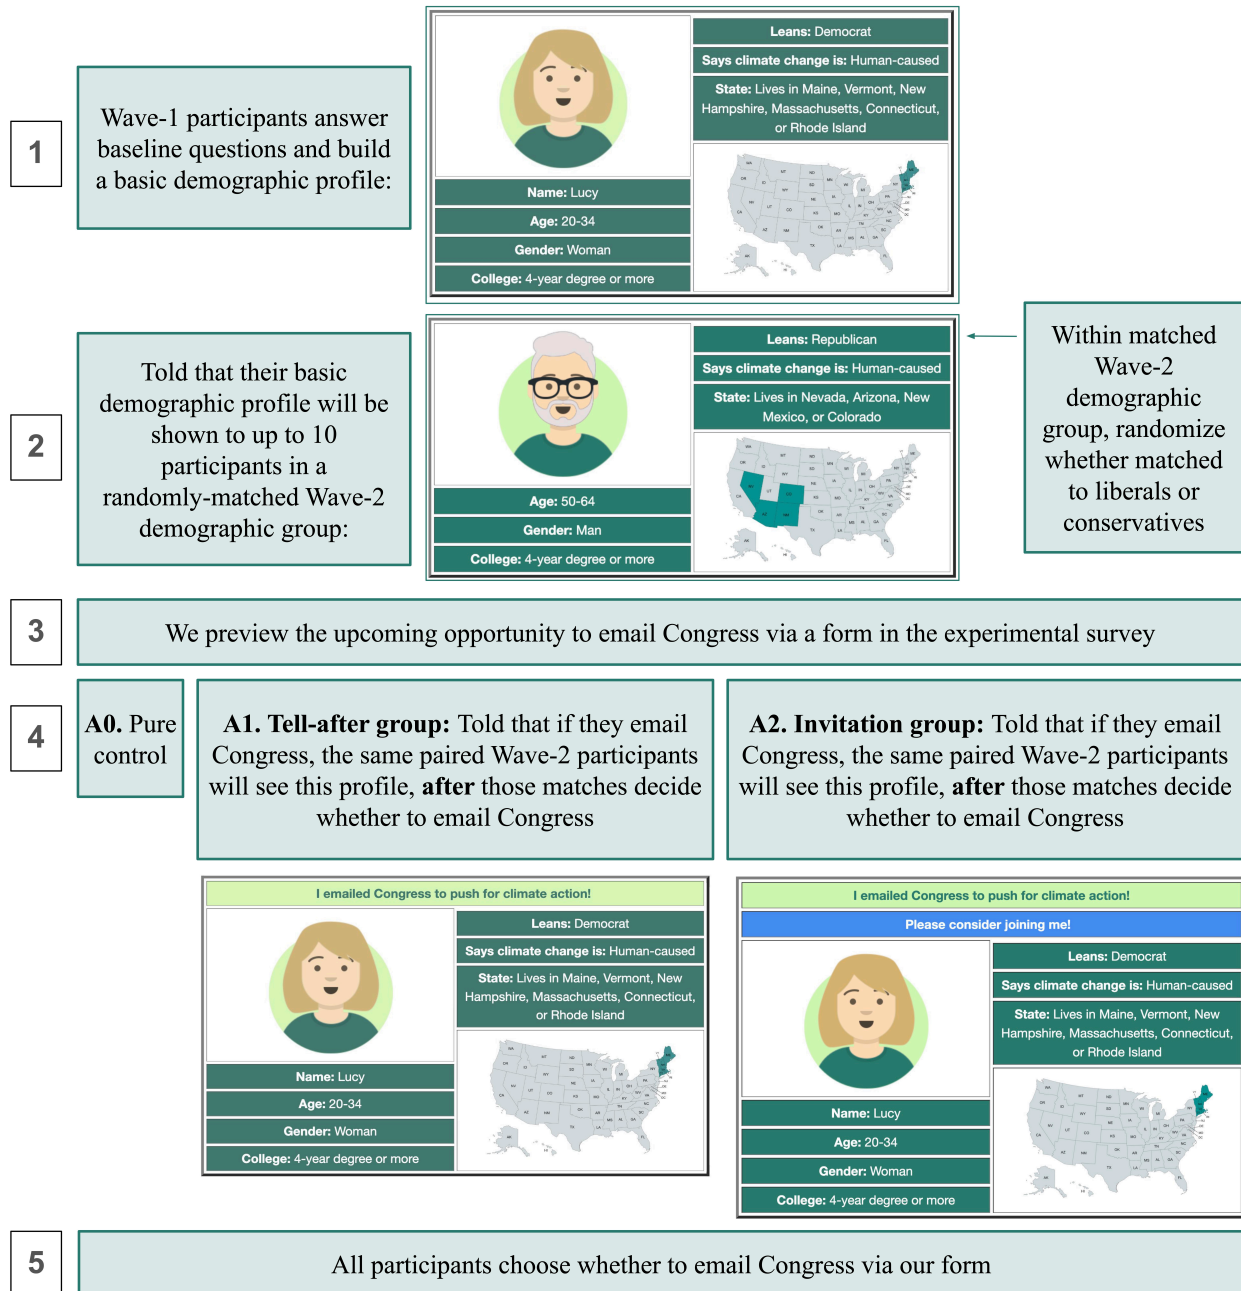 1
Wave-1 participants answer
baseline questions and build
a basic demographic profile:
Leans: Democrat
Says climate change is: Human-caused
State: Lives in Maine, Vermont, New
Hampshire, Massachusetts, Connecticut,
or Rhode Island
Name: Lucy
Age: 20-34
Gender: Woman
College: 4-year degree or more
2
Told that their basic
demographic profile will be
shown to up to 10
participants in a
randomly-matched Wave-2
demographic group:
Leans: Republican
Says climate change is: Human-caused
State: Lives in Nevada, Arizona, New
Mexico, or Colorado
Age: 50-64
Gender: Man
College: 4-year degree or more
Within matched
Wave-2
demographic
group, randomize
whether matched
to liberals or
conservatives
3
We preview the upcoming opportunity to email Congress via a form in the experimental survey
4
A0. Pure
control
A1. Tell-after group: Told that if they email
Congress, the same paired Wave-2 participants
will see this profile, after those matches decide
whether to email Congress
A2. Invitation group: Told that if they email
Congress, the same paired Wave-2 participants
will see this profile, after those matches decide
whether to email Congress
I emailed Congress to push for climate action!
Leans: Democrat
Says climate change is: Human-caused
State: Lives in Maine, Vermont, New
Hampshire, Massachusetts, Connecticut,
or Rhode Island
Name: Lucy
Age: 20-34
Gender: Woman
College: 4-year degree or more
I emailed Congress to push for climate action!
Please consider joining me!
Leans: Democrat
Says climate change is: Human-caused
State: Lives in Maine, Vermont, New
Hampshire, Massachusetts, Connecticut,
or Rhode Island
Name: Lucy
Age: 20-34
Gender: Woman
College: 4-year degree or more
5
All participants choose whether to email Congress via our form